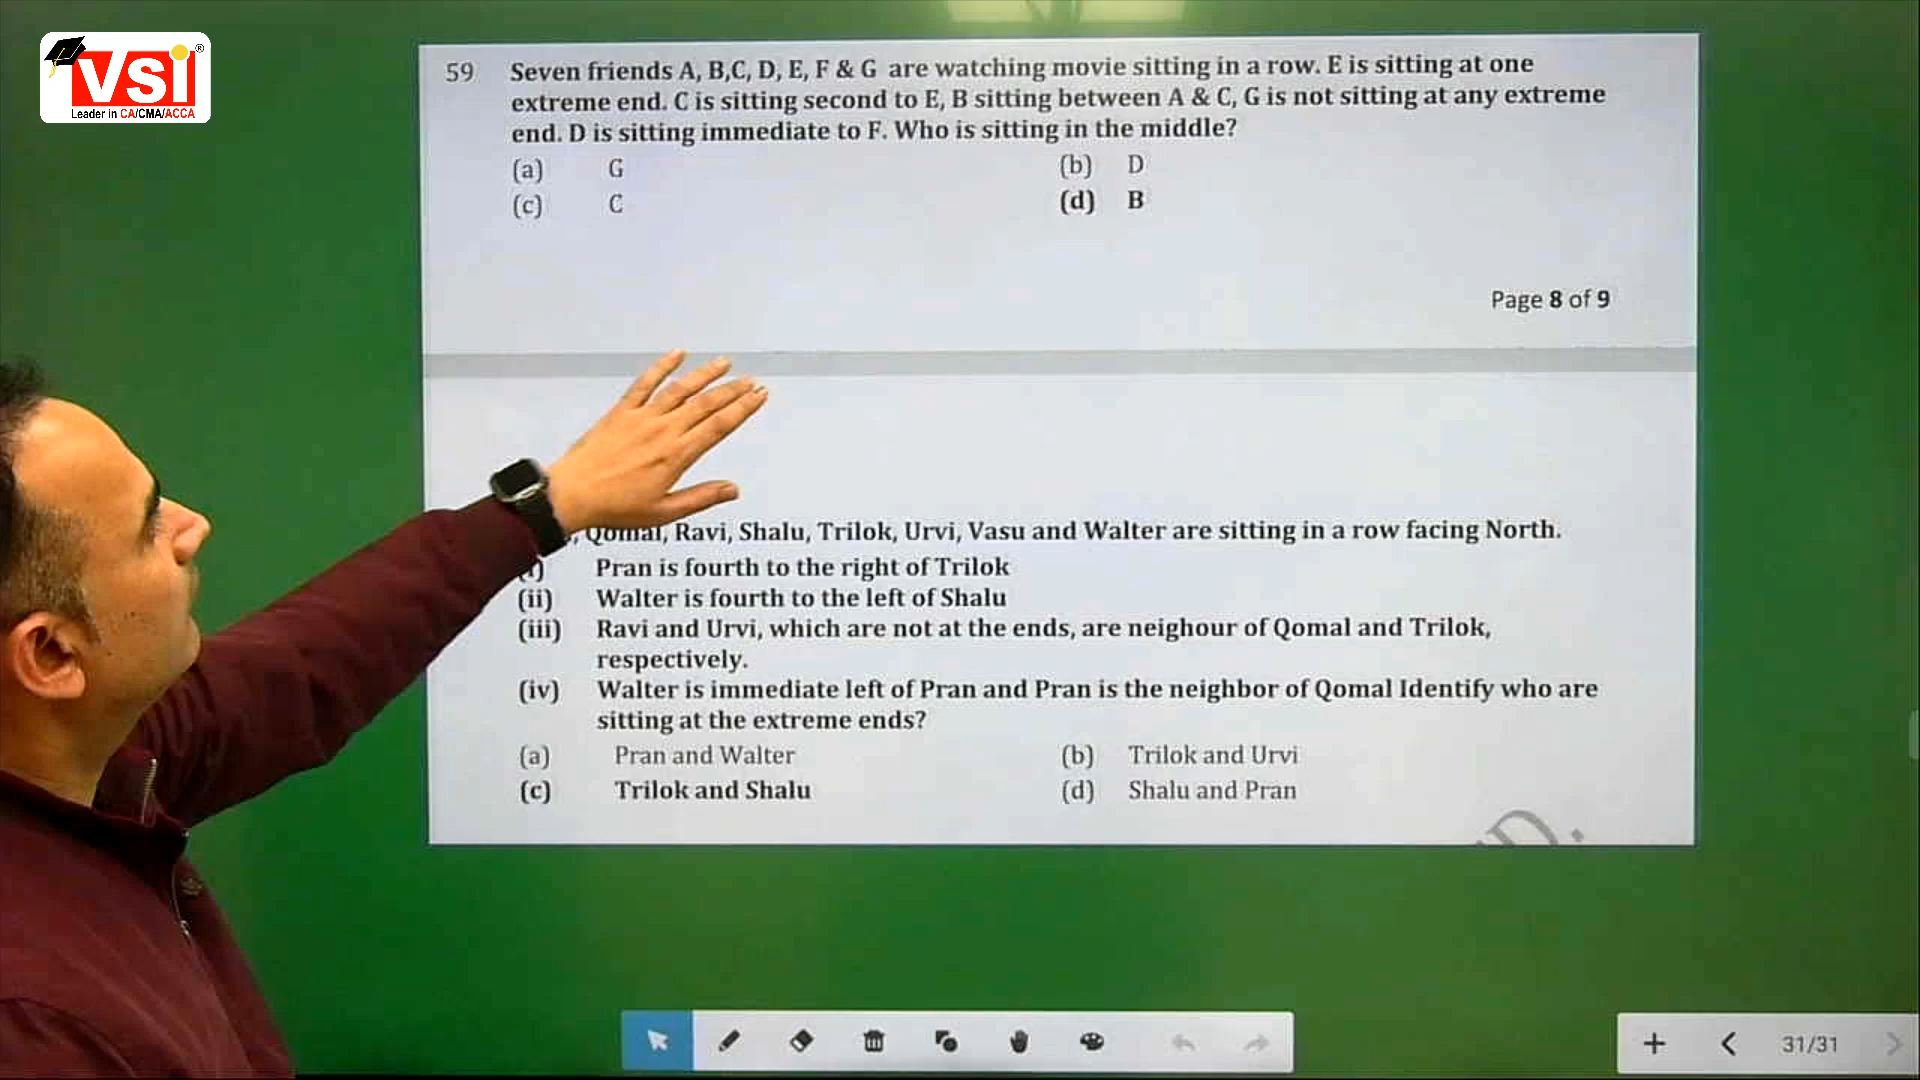 VSI ®
Leader in CA/CMA/ACCA
59 Seven friends A, B,C, D, E, F & G are watching movie sitting in a row. E is sitting at one
extreme end. C is sitting second to E, B sitting between A & C, G is not sitting at any extreme
end. D is sitting immediate to F. Who is sitting in the middle?
(a) G (b) D
(c) C (d) B
Page 8 of 9
Qomal, Ravi, Shalu, Trilok, Urvi, Vasu and Walter are sitting in a row facing North.
Pran is fourth to the right of Trilok
(ii) Walter is fourth to the left of Shalu
(iii) Ravi and Urvi, which are not at the ends, are neighour of Qomal and Trilok,
respectively.
(iv) Walter is immediate left of Pran and Pran is the neighbor of Qomal Identify who are
sitting at the extreme ends?
(a) Pran and Walter (b) Trilok and Urvi
(c) Trilok and Shalu (d) Shalu and Pran
31/31